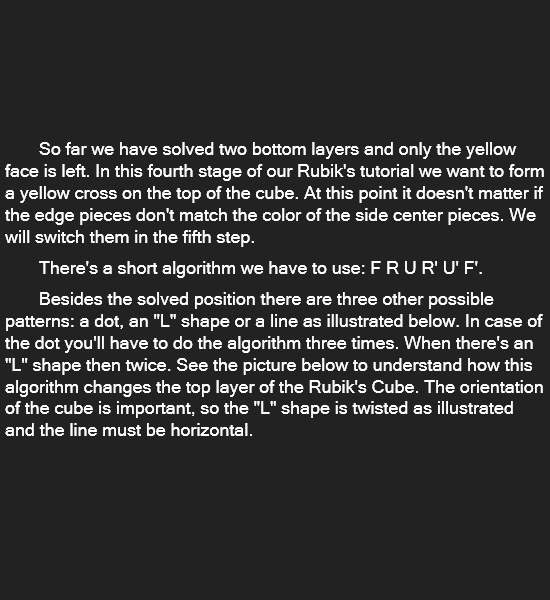 So far we have solved two bottom layers and only the yellow
face is left. In this fourth stage of our Rubik's tutorial we want to form
a yellow cross on the top of the cube. At this point it doesn't matter if
the edge pieces don't match the color of the side center pieces. We
will switch them in the fifth step.
There's a short algorithm we have to use: F R U R' U' F'.
Besides the solved position there are three other possible
patterns: a dot, an "L" shape or a line as illustrated below. In case of
the dot you'll have to do the algorithm three times. When there's an
"L" shape then twice. See the picture below to understand how this
algorithm changes the top layer of the Rubik's Cube. The orientation
of the cube is important, so the "L" shape is twisted as illustrated
and the line must be horizontal.